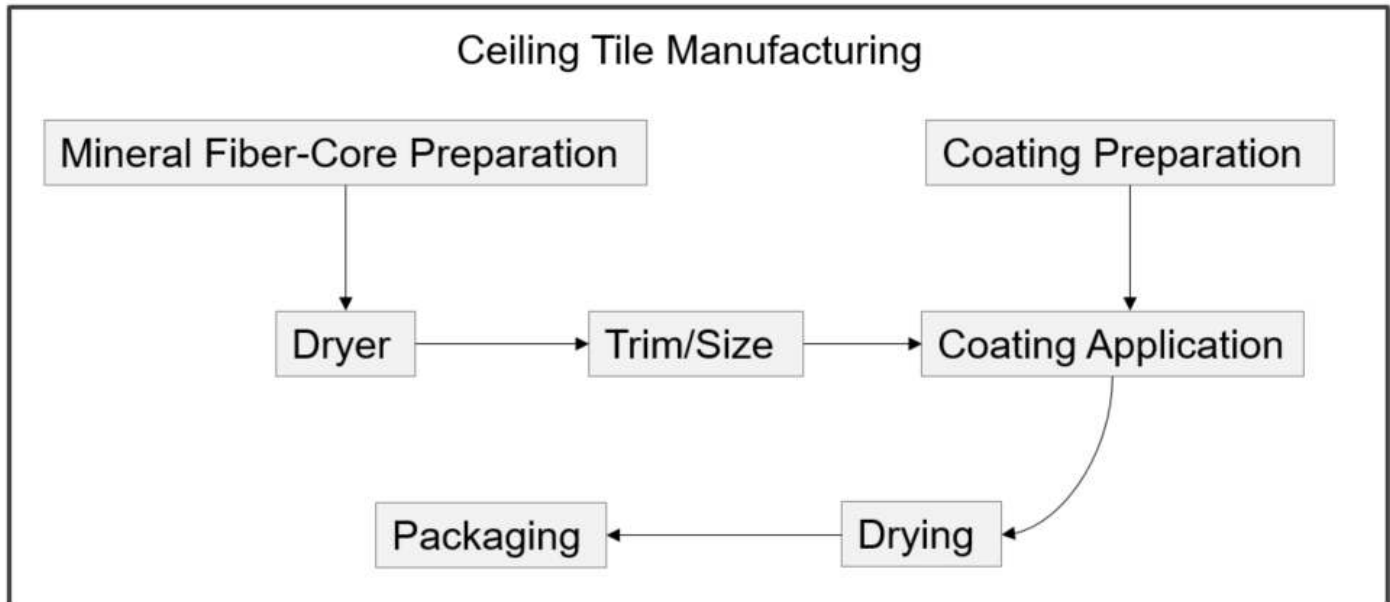 Ceiling Tile Manufacturing
Mineral Fiber-Core Preparation
Coating Preparation
Dryer
Trim/Size
Coating Application
Packaging
Drying